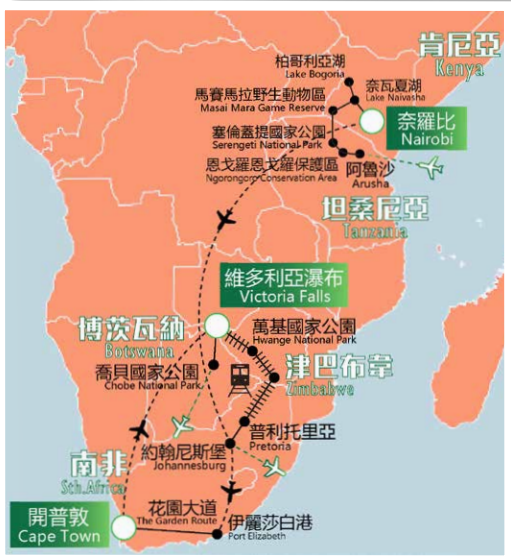 肯尼亞
Kenya
柏哥利亞湖
Lake Bogoria
奈瓦夏湖
Lake Naivasha
馬賽馬拉野生動物區
Masai Mara Game Reserve
奈羅比
Nairobi
塞倫蓋提國家公園
Serengeti National Park
恩戈羅恩戈羅保護區
Ngorongoro Conservation Area
阿魯沙
Arusha
坦桑尼亞
Tanzania
維多利亞瀑布
Victoria Falls
博茨瓦納
Botswana
萬基國家公園
Hwange National Park
喬貝國家公園
Chobe National Park
津巴布韋
Zimbabwe
普利托里亞
Pretoria
約翰尼斯堡
Johannesburg
南非
Sth.Africa
花園大道
The Garden Route
開普敦
Cape Town
伊麗莎白港
Port Elizabeth